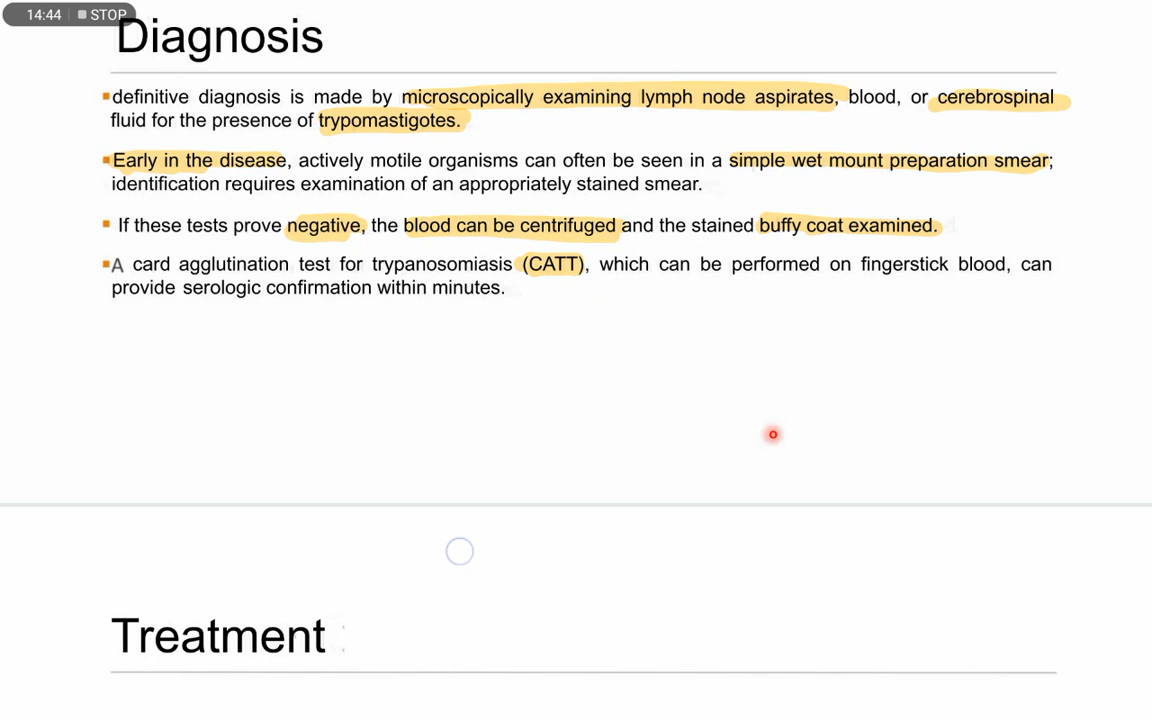 14:44 STOP
Diagnosis
definitive diagnosis is made by microscopically examining lymph node aspirates, blood, or cerebrospinal
fluid for the presence of trypomastigotes.
Early in the disease, actively motile organisms can often be seen in a simple wet mount preparation smear;
identification requires examination of an appropriately stained smear.
If these tests prove negative, the blood can be centrifuged and the stained buffy coat examined.
A card agglutination test for trypanosomiasis (CATT), which can be performed on fingerstick blood, can
provide serologic confirmation within minutes.
Treatment